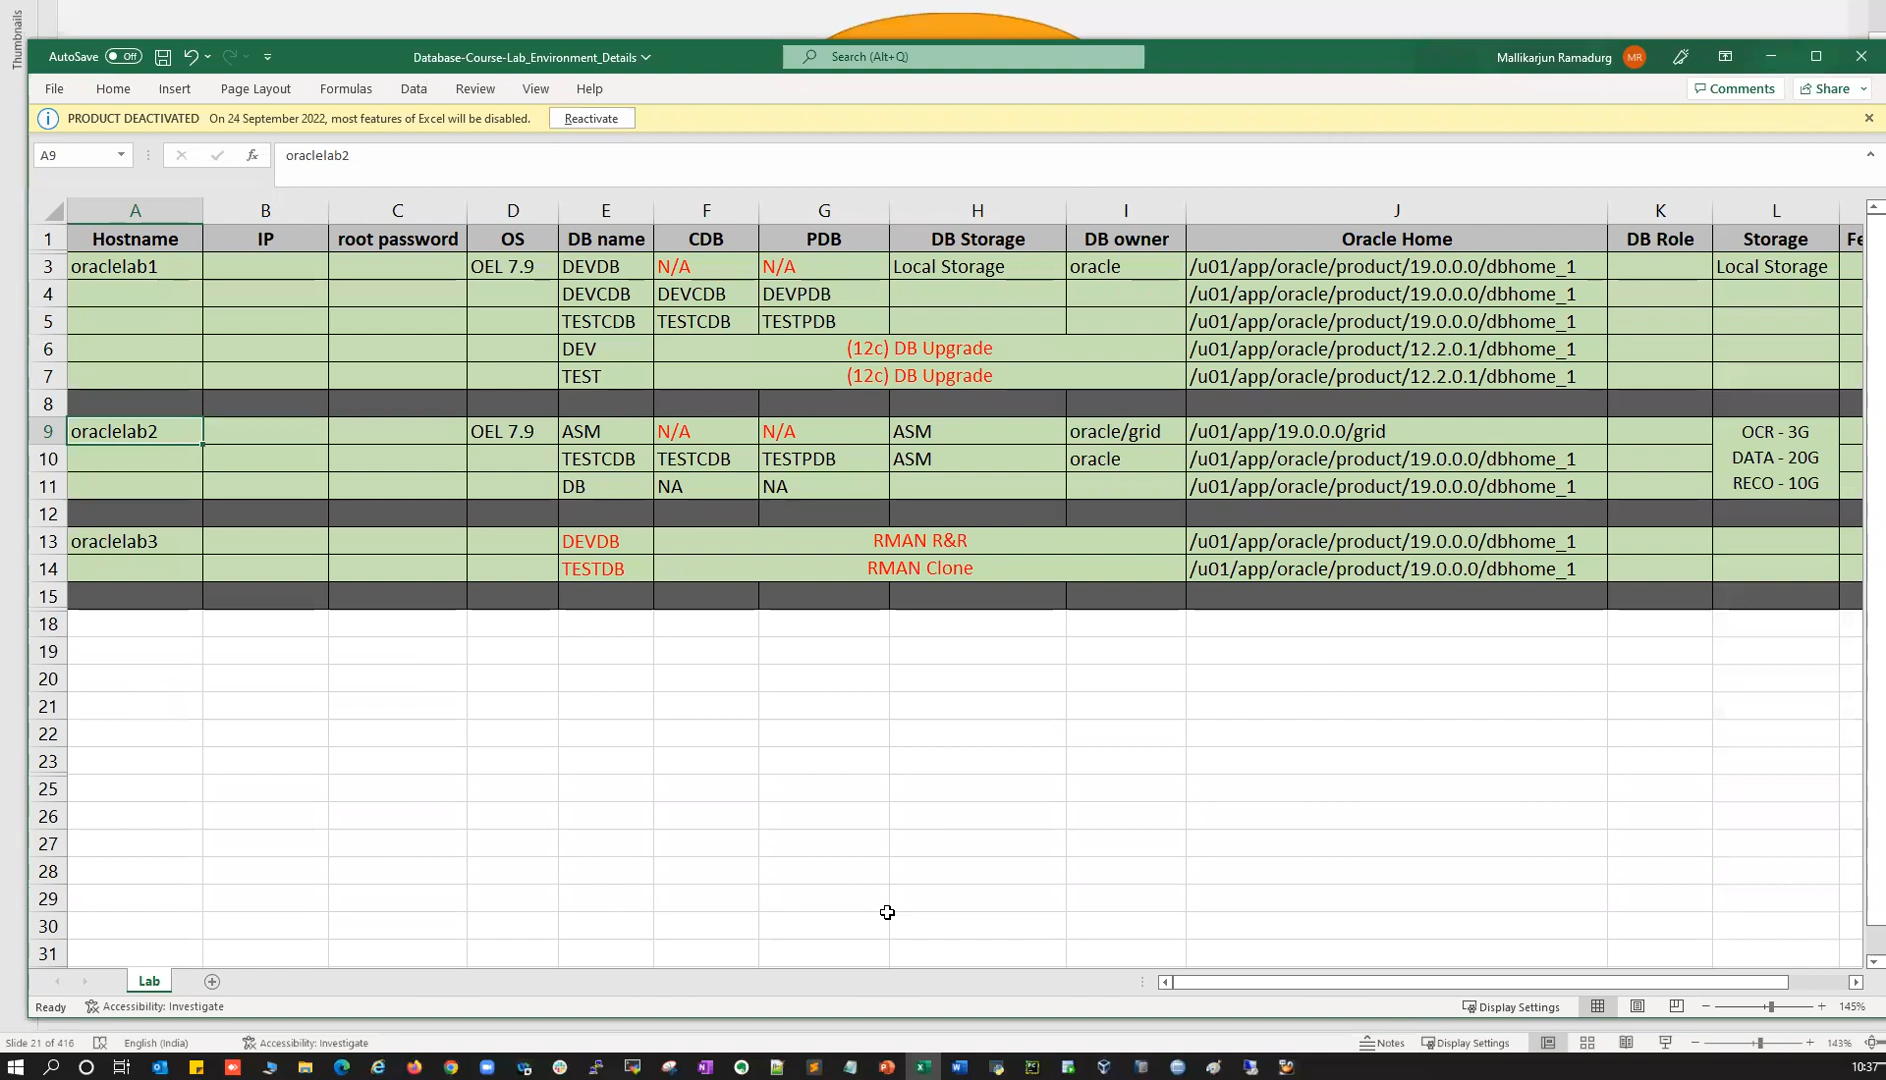 Thumbnails
AutoSave Off
Database-Course-Lab_Environment_Details
Search (Alt+Q)
Mallikarjun Ramadurg MR
File Home Insert Page Layout Formulas Data Review View Help Comments Share
PRODUCT DEACTIVATED On 24 September 2022, most features of Excel will be disabled. Reactivate
A9 fx oraclelab2
A B C D E F G H I J K L
1 Hostname IP root password OS DB name CDB PDB DB Storage DB owner Oracle Home DB Role Storage Fe
3 oraclelab1 OEL 7.9 DEVDB N/A N/A Local Storage oracle /u01/app/oracle/product/19.0.0.0/dbhome_1 Local Storage
4 DEVCDB DEVCDB DEVPDB /u01/app/oracle/product/19.0.0.0/dbhome_1
5 TESTCDB TESTCDB TESTPDB /u01/app/oracle/product/19.0.0.0/dbhome_1
6 DEV (12c) DB Upgrade /u01/app/oracle/product/12.2.0.1/dbhome_1
7 TEST (12c) DB Upgrade /u01/app/oracle/product/12.2.0.1/dbhome_1
8
9 oraclelab2 OEL 7.9 ASM N/A N/A ASM oracle/grid /u01/app/19.0.0.0/grid OCR - 3G
10 TESTCDB TESTCDB TESTPDB ASM oracle /u01/app/oracle/product/19.0.0.0/dbhome_1 DATA - 20G
11 DB NA NA /u01/app/oracle/product/19.0.0.0/dbhome_1 RECO - 10G
12
13 oraclelab3 DEVDB RMAN R&R /u01/app/oracle/product/19.0.0.0/dbhome_1
14 TESTDB RMAN Clone /u01/app/oracle/product/19.0.0.0/dbhome_1
15
18
19
20
21
22
23
25
26
27
28
29
30
31
Lab
Ready Accessibility: Investigate Display Settings 145%
Slide 21 of 416 English (India) Accessibility: Investigate Notes Display Settings 143%
10:37